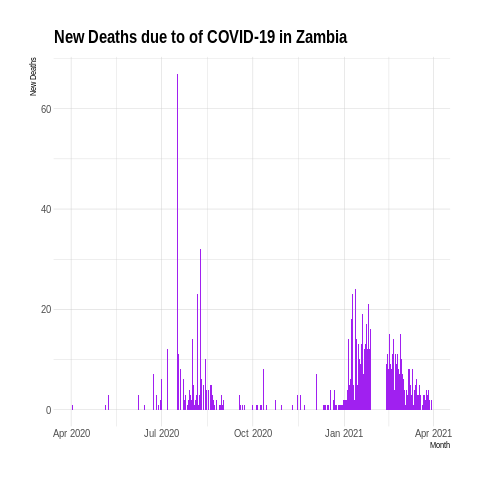 New Deaths due to of COVID-19 in Zambia
New Deaths
60
40
20
0
Apr 2020
Jul 2020
Oct 2020
Jan 2021
Apr 2021
Month